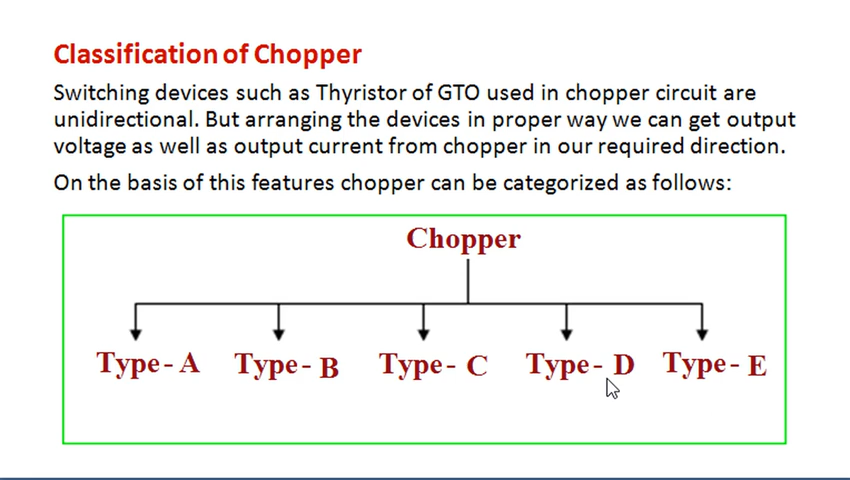 Classification of Chopper
Switching devices such as Thyristor of GTO used in chopper circuit are
unidirectional. But arranging the devices in proper way we can get output
voltage as well as output current from chopper in our required direction.
On the basis of this features chopper can be categorized as follows:
Chopper
Type- A Type- B Type- C Type- D Type- E